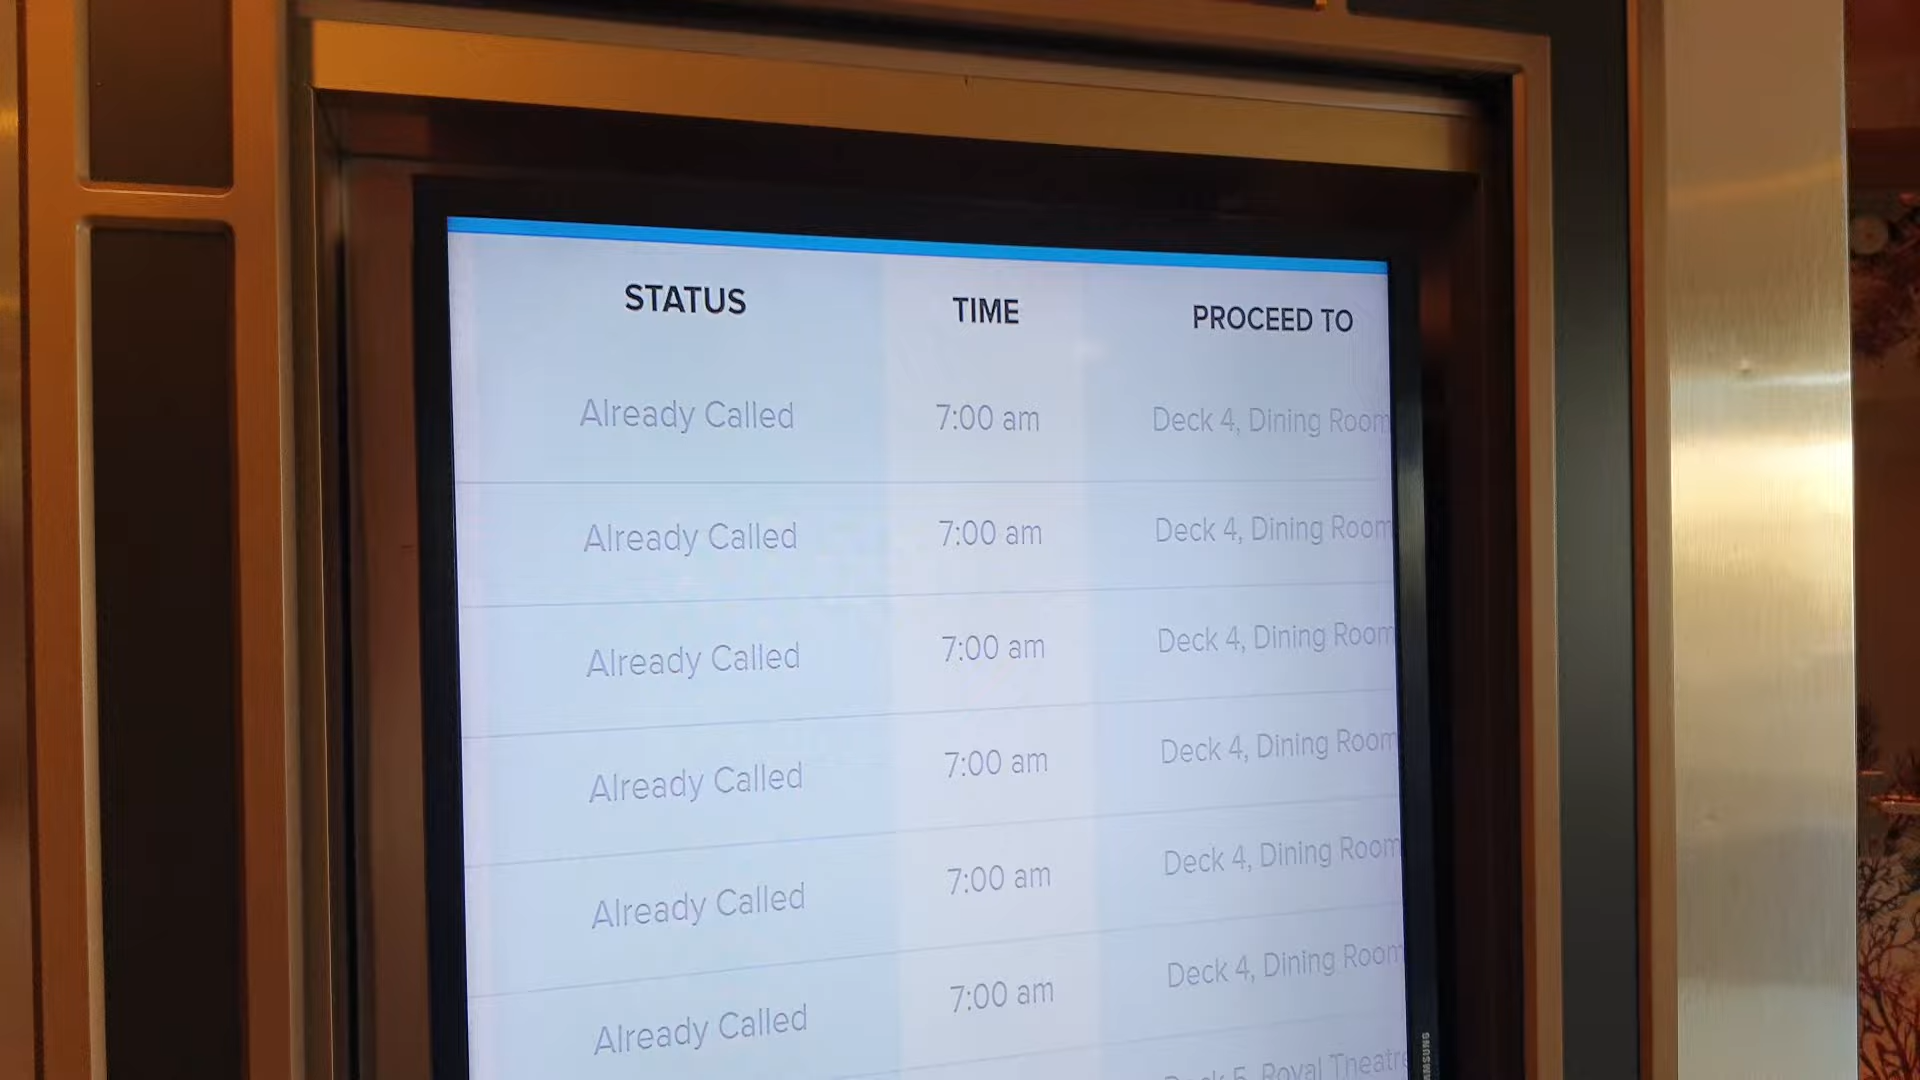 STATUS TIME PROCEED TO
Already Called 7:00 am Deck 4, Dining Room
Already Called 7:00 am Deck 4, Dining Room
Already Called 7:00 am Deck 4, Dining Room
Already Called 7:00 am Deck 4, Dining Room
Already Called 7:00 am Deck 4, Dining Room
Already Called 7:00 am Deck 4, Dining Room
Deck 5, Royal Theatre
SAMSUNG